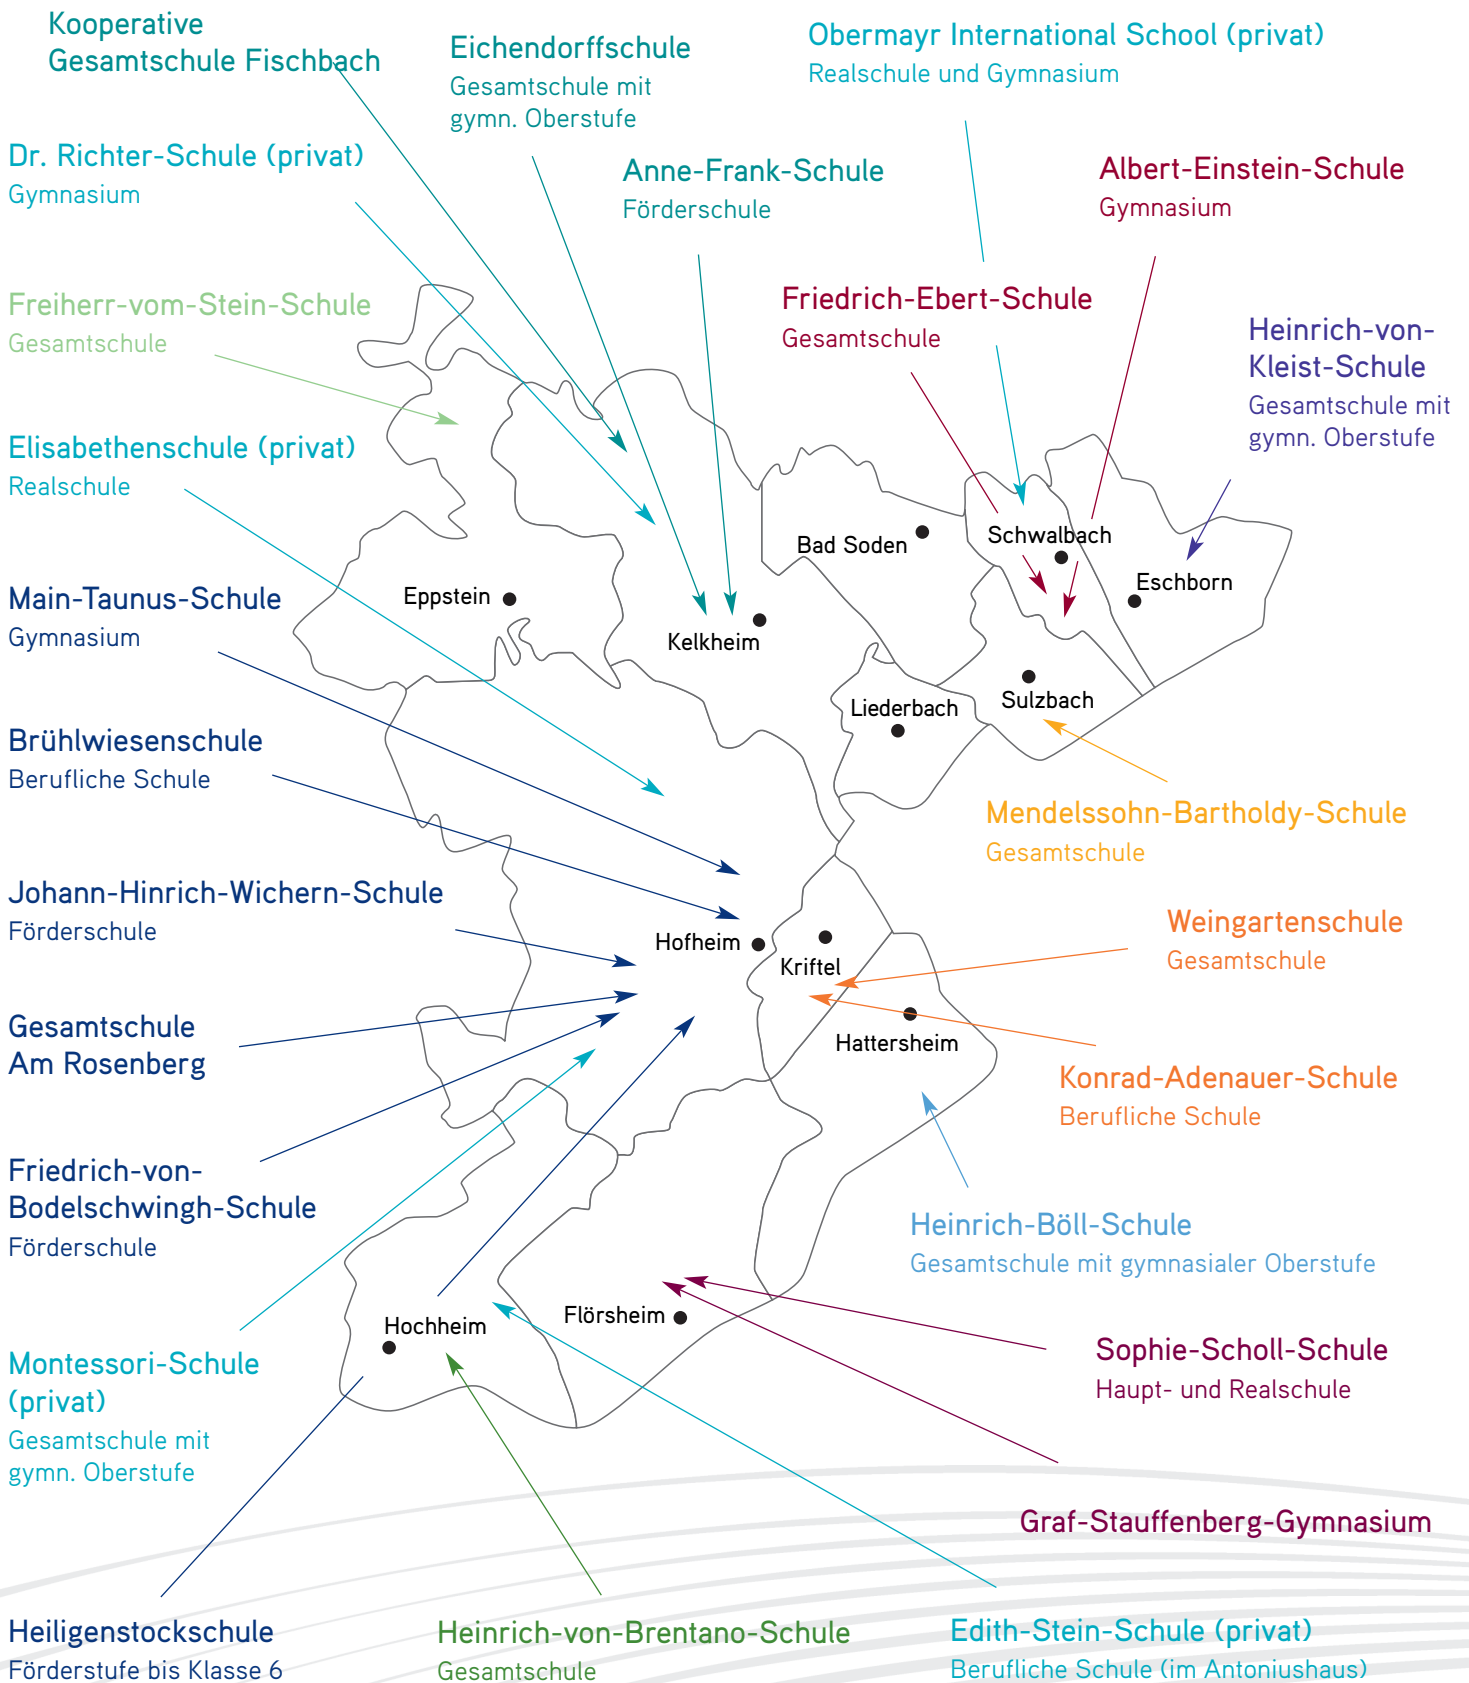 Kooperative
Gesamtschule Fischbach
Eichendorffschule
Gesamtschule mit
gymn. Oberstufe
Obermayr International School (privat)
Realschule und Gymnasium
Dr. Richter-Schule (privat)
Gymnasium
Anne-Frank-Schule
Förderschule
Albert-Einstein-Schule
Gymnasium
Freiherr-vom-Stein-Schule
Gesamtschule
Friedrich-Ebert-Schule
Gesamtschule
Heinrich-von-
Kleist-Schule
Gesamtschule mit
gymn. Oberstufe
Elisabethenschule (privat)
Realschule
Bad Soden
Schwalbach
Eschborn
Main-Taunus-Schule
Gymnasium
Eppstein
Kelkheim
Liederbach
Sulzbach
Brühlwiesenschule
Berufliche Schule
Mendelssohn-Bartholdy-Schule
Gesamtschule
Johann-Hinrich-Wichern-Schule
Förderschule
Hofheim
Kriftel
Weingartenschule
Gesamtschule
Gesamtschule
Am Rosenberg
Hattersheim
Konrad-Adenauer-Schule
Berufliche Schule
Friedrich-von-
Bodelschwingh-Schule
Förderschule
Heinrich-Böll-Schule
Gesamtschule mit gymnasialer Oberstufe
Hochheim
Flörsheim
Montessori-Schule
(privat)
Gesamtschule mit
gymn. Oberstufe
Sophie-Scholl-Schule
Haupt- und Realschule
Graf-Stauffenberg-Gymnasium
Heiligenstockschule
Förderstufe bis Klasse 6
Heinrich-von-Brentano-Schule
Gesamtschule
Edith-Stein-Schule (privat)
Berufliche Schule (im Antoniushaus)